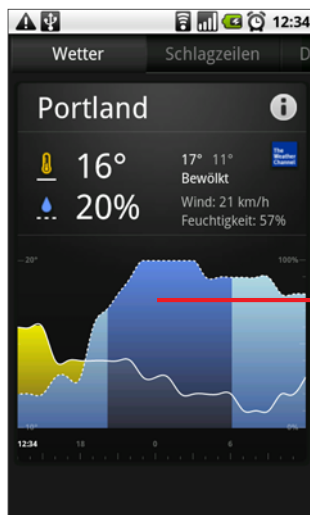 12:34
Wetter
Schlagzeilen
D
Portland
16°
17° 11°
Bewölkt
The Weather Channel
20%
Wind: 21 km/h
Feuchtigkeit: 57%
20°
100%
10°
0%
12:34
18
0
6